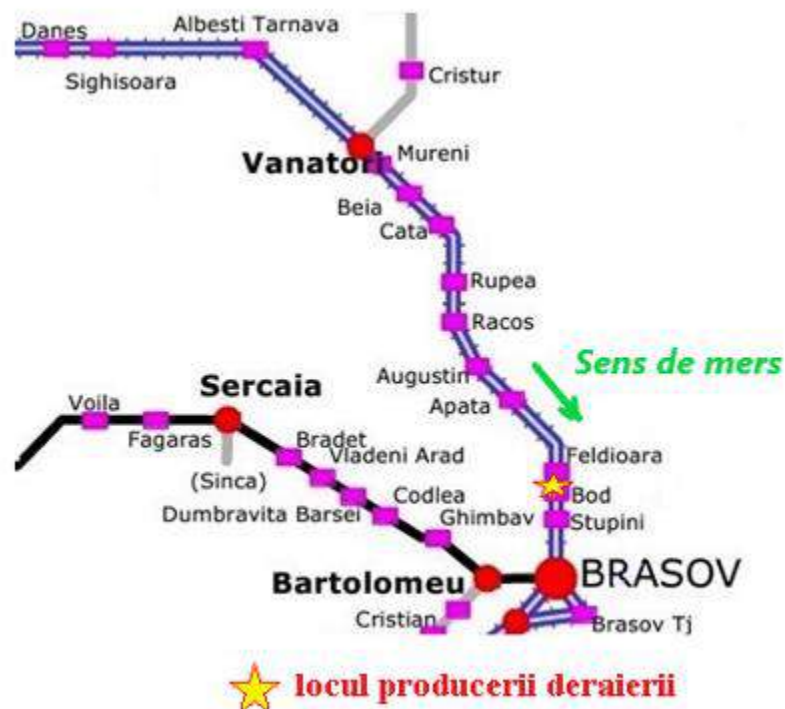 Danes
Albesti Tarnava
Sighisoara
Cristur
Vanatori
Mureni
Beia
Cata
Rupea
Racos
Sens de mers
Augustin
Apata
Sercaia
Voila
Fagaras
Bradet
Feldioara
Vladeni Arad
(Sinca)
Codlea
Bod
Dumbravita Barsei
Ghimbav
Stupini
Bartolomeu
BRASOV
Cristian
Brasov Tj
locul producerii deraierii